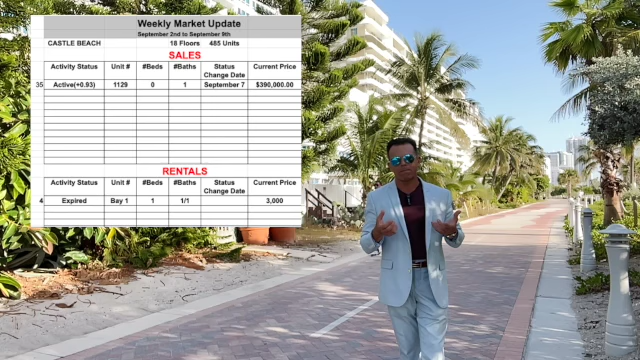 Weekly Market Update
September 2nd to September 9th
CASTLE BEACH 18 Floors 485 Units
SALES
Activity Status Unit # #Beds #Baths Status Change Date Current Price
35 Active(+0.93) 1129 0 1 September 7 $390,000.00
RENTALS
Activity Status Unit # #Beds #Baths Status Change Date Current Price
4 Expired Bay 1 1 1/1 3,000